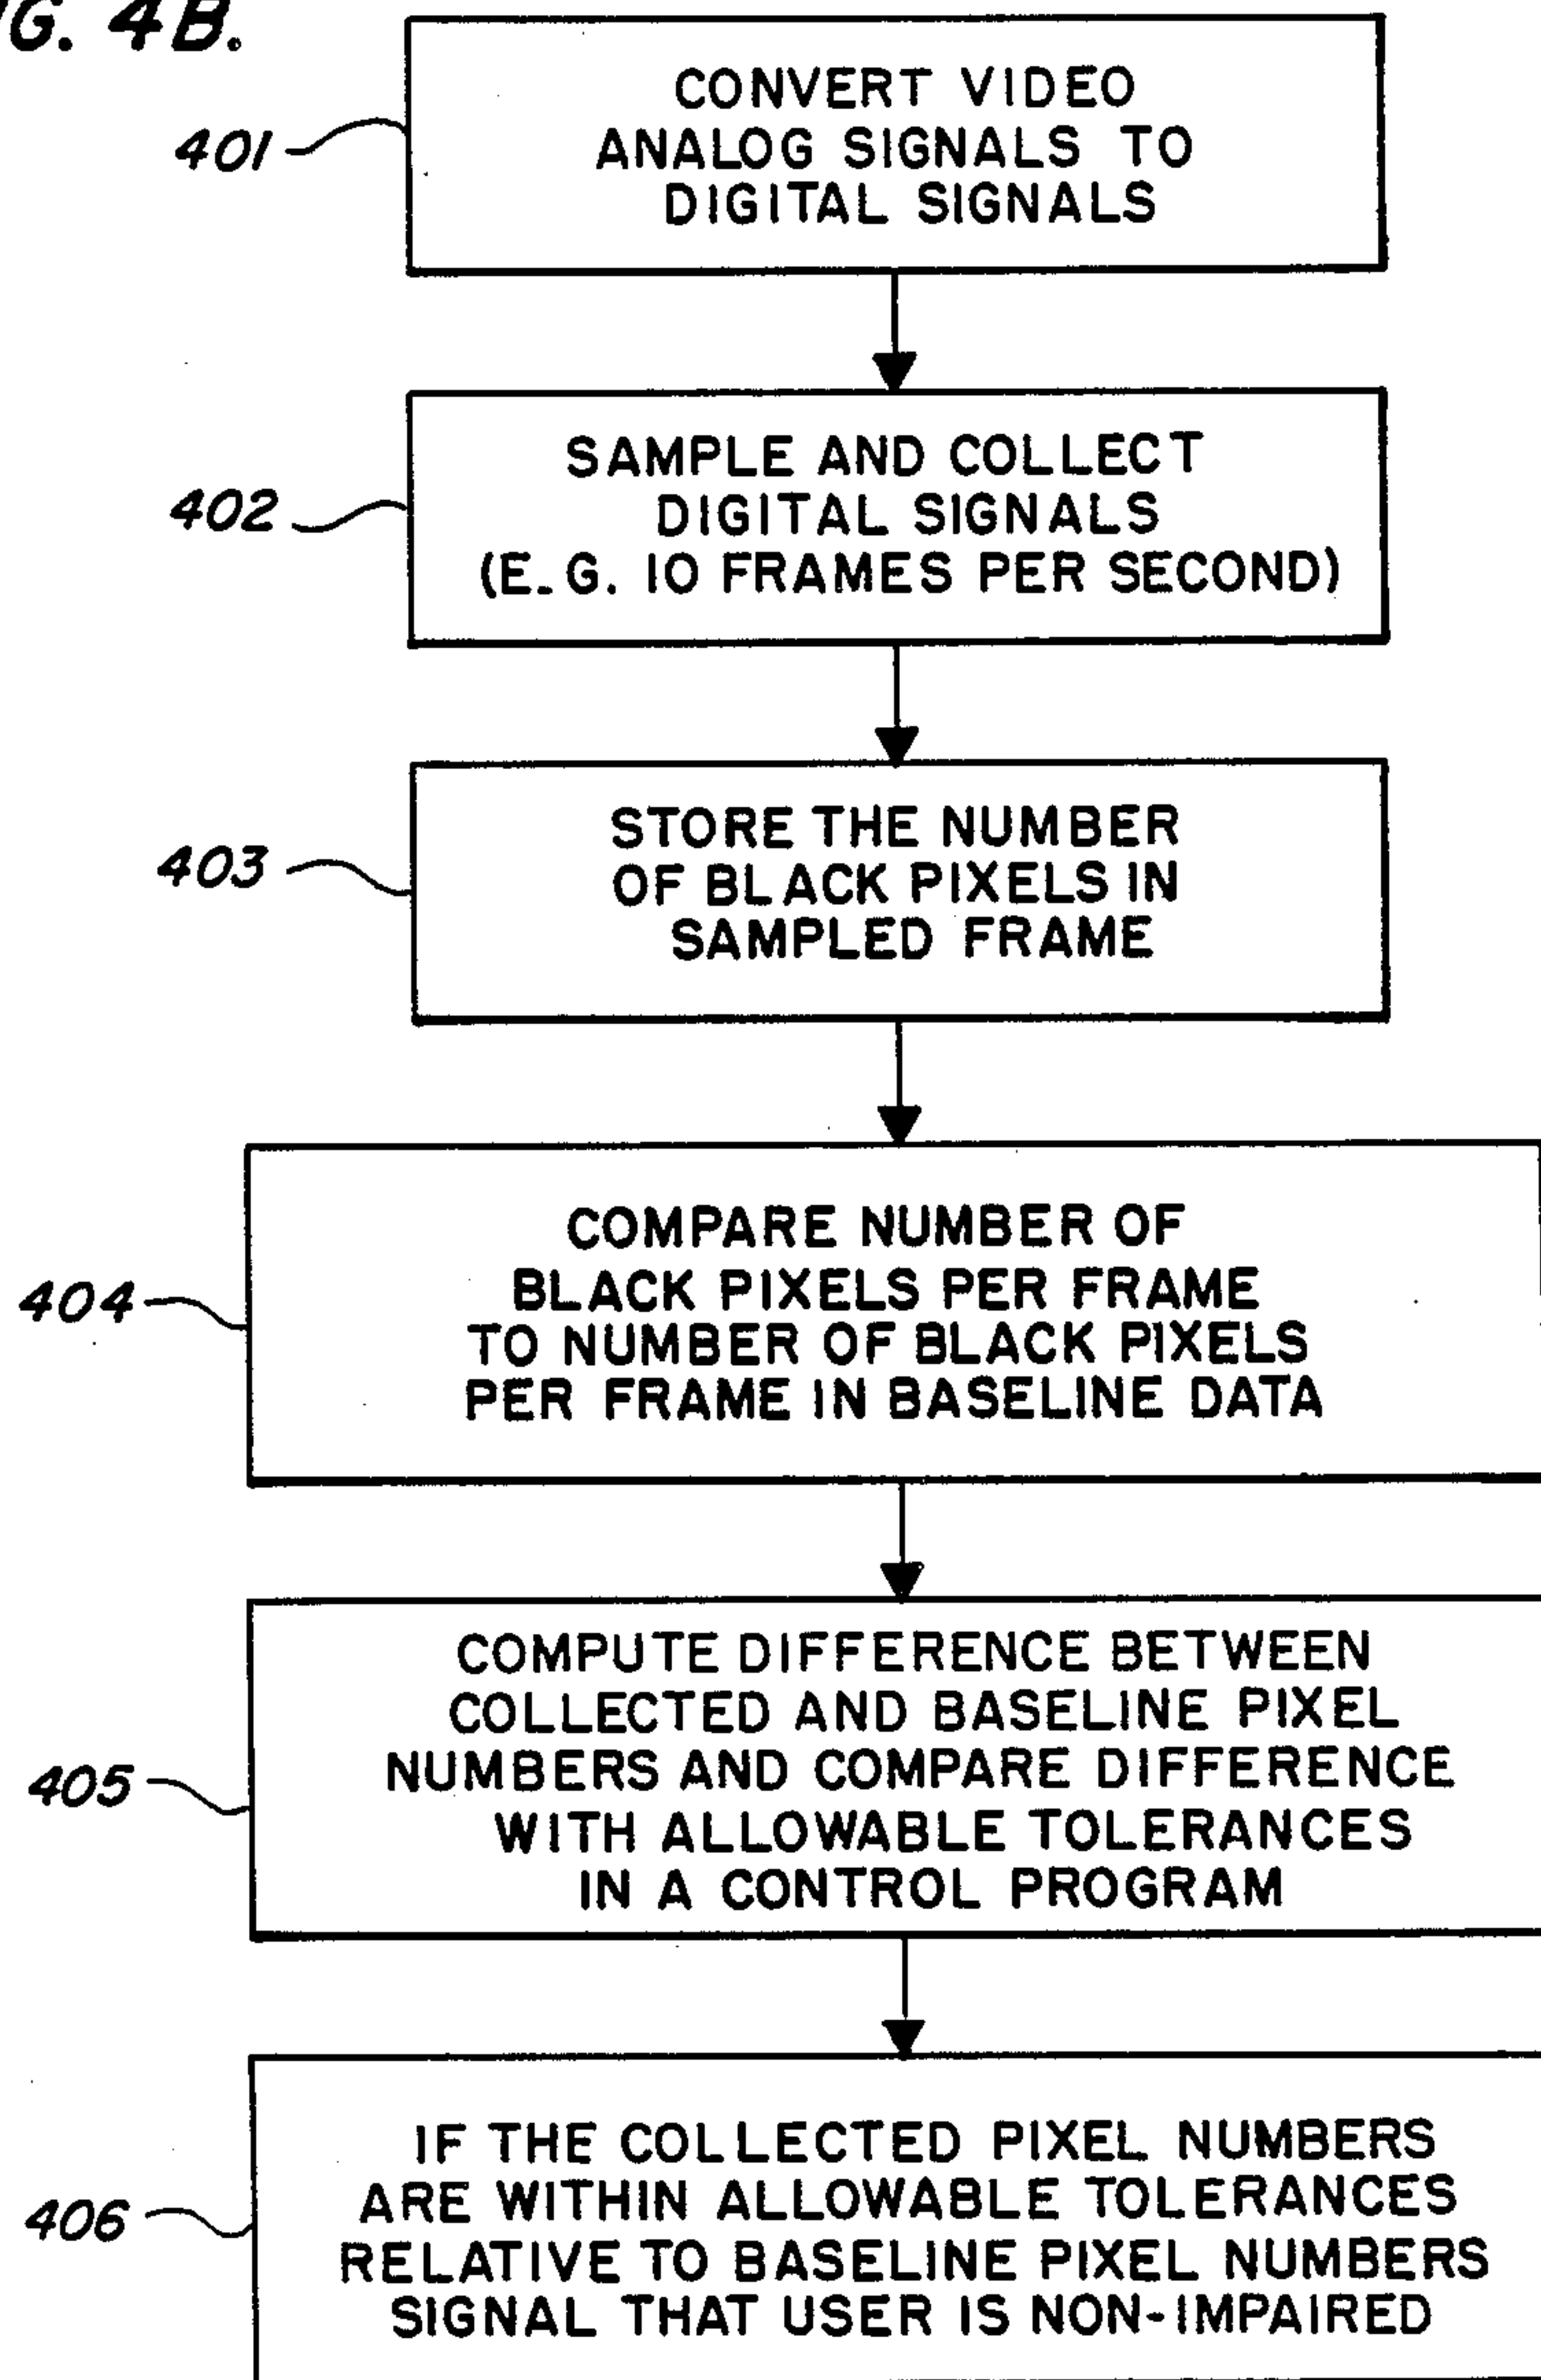 G. 4B.
401
CONVERT VIDEO
ANALOG SIGNALS TO
DIGITAL SIGNALS
402
SAMPLE AND COLLECT
DIGITAL SIGNALS
(E.G. 10 FRAMES PER SECOND)
403
STORE THE NUMBER
OF BLACK PIXELS IN
SAMPLED FRAME
404
COMPARE NUMBER OF
BLACK PIXELS PER FRAME
TO NUMBER OF BLACK PIXELS
PER FRAME IN BASELINE DATA
405
COMPUTE DIFFERENCE BETWEEN
COLLECTED AND BASELINE PIXEL
NUMBERS AND COMPARE DIFFERENCE
WITH ALLOWABLE TOLERANCES
IN A CONTROL PROGRAM
406
IF THE COLLECTED PIXEL NUMBERS
ARE WITHIN ALLOWABLE TOLERANCES
RELATIVE TO BASELINE PIXEL NUMBERS
SIGNAL THAT USER IS NON-IMPAIRED